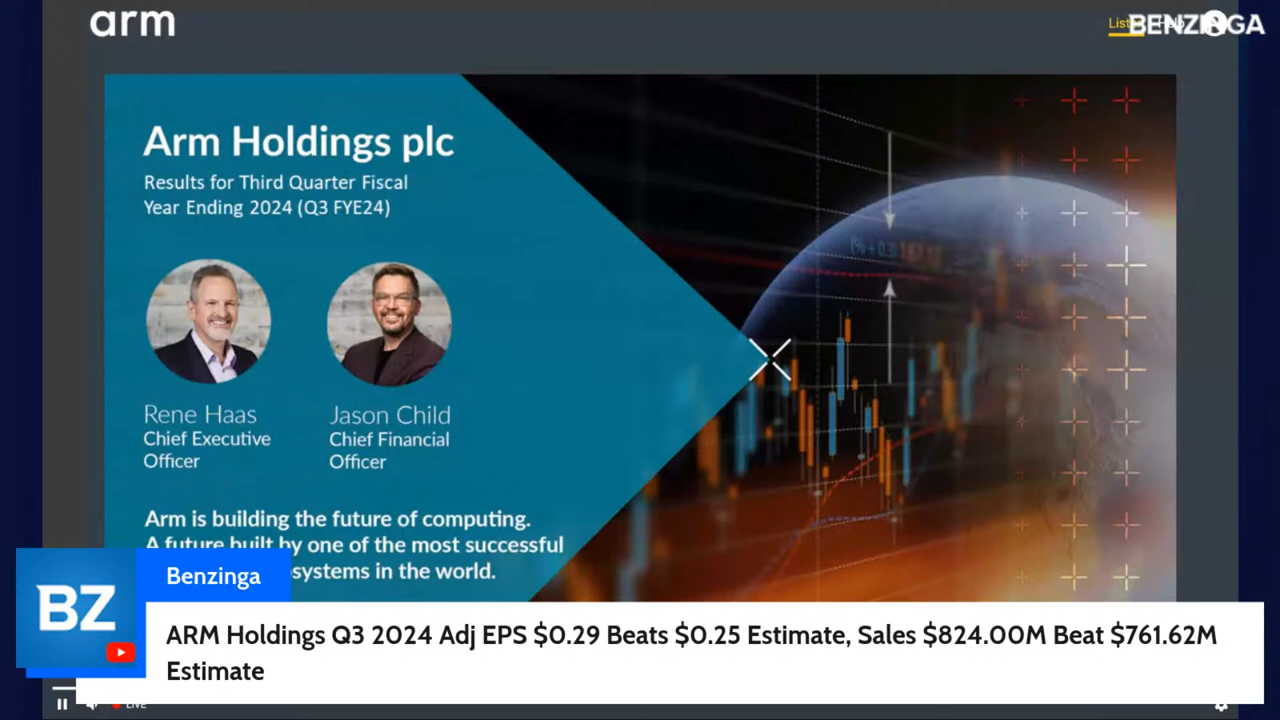 arm
BENZINGA
Arm Holdings plc
Results for Third Quarter Fiscal
Year Ending 2024 (Q3 FYE24)
Rene Haas
Chief Executive
Officer
Jason Child
Chief Financial
Officer
Arm is building the future of computing.
A future built by one of the most successful
systems in the world.
BZ
Benzinga
ARM Holdings Q3 2024 Adj EPS $0.29 Beats $0.25 Estimate, Sales $824.00M Beat $761.62M
Estimate
LIVE